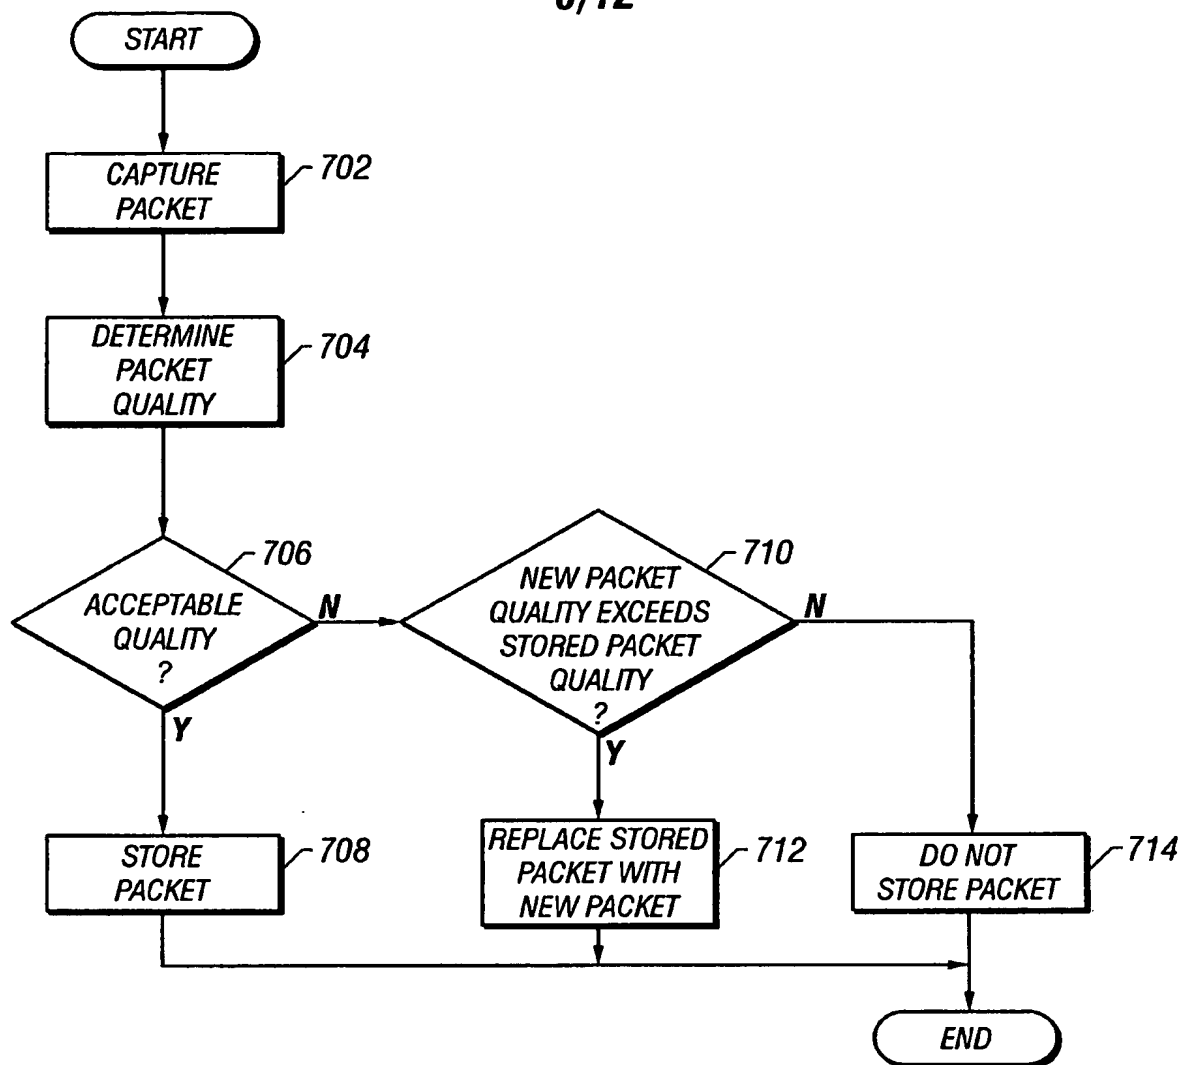 START
CAPTURE
PACKET
702
DETERMINE
PACKET
QUALITY
704
ACCEPTABLE
QUALITY
?
706
N
Y
NEW PACKET
QUALITY EXCEEDS
STORED PACKET
QUALITY
?
710
N
Y
STORE
PACKET
708
REPLACE STORED
PACKET WITH
NEW PACKET
712
DO NOT
STORE PACKET
714
END